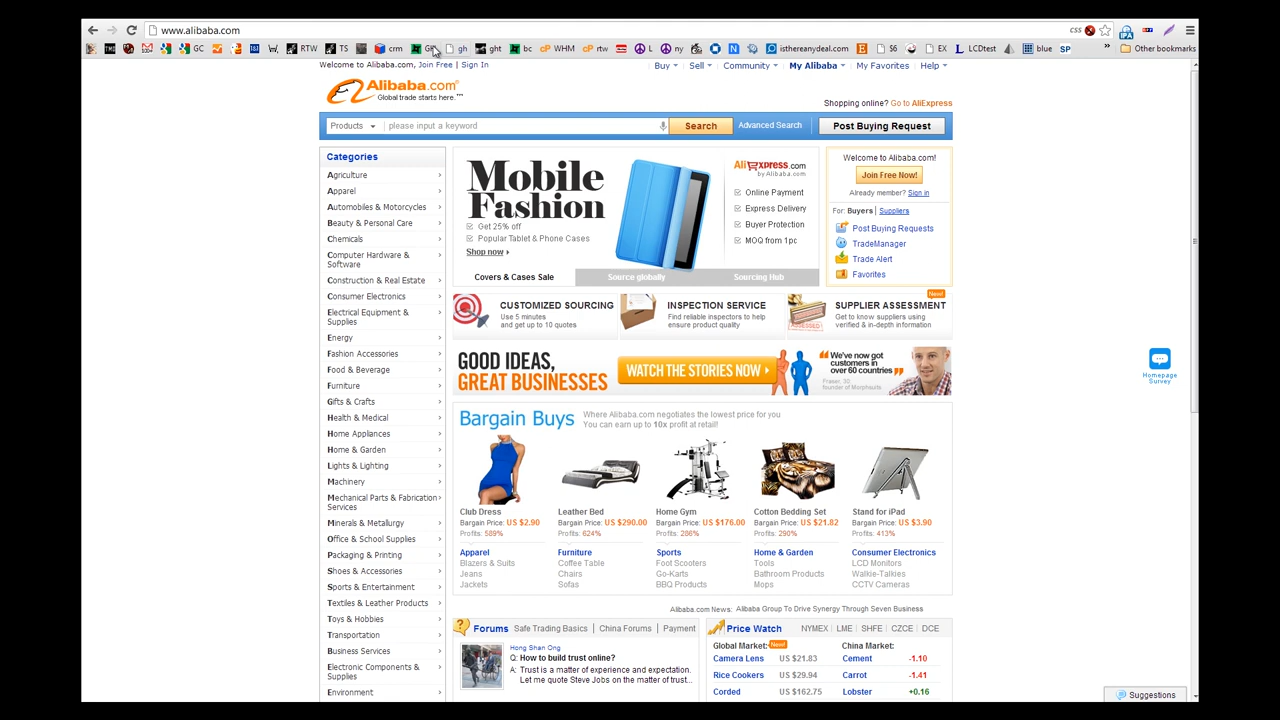 www.alibaba.com
css
GC
RTW
TS
crm
gh
ght
bc
WHM
rtw
L
ny
isthereanydeal.com
S6
EX
LCDtest
blue
SP
»
Other bookmarks
Welcome to Alibaba.com, Join Free | Sign In
Buy
Sell
Community
My Alibaba
My Favorites
Help
Alibaba.com
Global trade starts here.™
Shopping online? Go to AliExpress
Products
please input a keyword
Search
Advanced Search
Post Buying Request
Categories
Agriculture
Apparel
Automobiles & Motorcycles
Beauty & Personal Care
Chemicals
Computer Hardware &
Software
Construction & Real Estate
Consumer Electronics
Electrical Equipment &
Supplies
Energy
Fashion Accessories
Food & Beverage
Furniture
Gifts & Crafts
Health & Medical
Home Appliances
Home & Garden
Lights & Lighting
Machinery
Mechanical Parts & Fabrication
Services
Minerals & Metallurgy
Office & School Supplies
Packaging & Printing
Shoes & Accessories
Sports & Entertainment
Textiles & Leather Products
Toys & Hobbies
Transportation
Business Services
Electronic Components &
Supplies
Environment
Mobile
Fashion
Get 25% off
Popular Tablet & Phone Cases
Shop now
AliExpress.com
by Alibaba.com
Online Payment
Express Delivery
Buyer Protection
MOQ from 1pc
Covers & Cases Sale
Source globally
Sourcing Hub
Welcome to Alibaba.com!
Join Free Now!
Already member? Sign in
For: Buyers | Suppliers
Post Buying Requests
TradeManager
Trade Alert
Favorites
CUSTOMIZED SOURCING
Use 5 minutes
and get up to 10 quotes
INSPECTION SERVICE
Find reliable inspectors to help
ensure product quality
New!
SUPPLIER ASSESSMENT
Get to know suppliers using
verified & in-depth information
ASSESSED
GOOD IDEAS,
GREAT BUSINESSES
WATCH THE STORIES NOW
"We've now got
customers in
over 60 countries"
Fraser, 30
founder of Morphsuits
Homepage
Survey
Bargain Buys
Where Alibaba.com negotiates the lowest price for you
You can earn up to 10x profit at retail!
Club Dress
Bargain Price: US $2.90
Profits: 589%
Leather Bed
Bargain Price: US $290.00
Profits: 624%
Home Gym
Bargain Price: US $176.00
Profits: 286%
Cotton Bedding Set
Bargain Price: US $21.82
Profits: 290%
Stand for iPad
Bargain Price: US $3.90
Profits: 413%
Apparel
Blazers & Suits
Jeans
Jackets
Furniture
Coffee Table
Chairs
Sofas
Sports
Foot Scooters
Go-Karts
BBQ Products
Home & Garden
Tools
Bathroom Products
Mops
Consumer Electronics
LCD Monitors
Walkie-Talkies
CCTV Cameras
Alibaba.com News: Alibaba Group To Drive Synergy Through Seven Business
Forums
Safe Trading Basics | China Forums | Payment
Hong Shan Ong
Q: How to build trust online?
A: Trust is a matter of experience and expectation.
Let me quote Steve Jobs on the matter of trust...
Price Watch
NYMEX | LME | SHFE | CZCE | DCE
Global Market: New!
Camera Lens US $21.83
Rice Cookers US $29.94
Corded US $162.75
China Market:
Cement -1.10
Carrot -1.41
Lobster +0.16
Suggestions